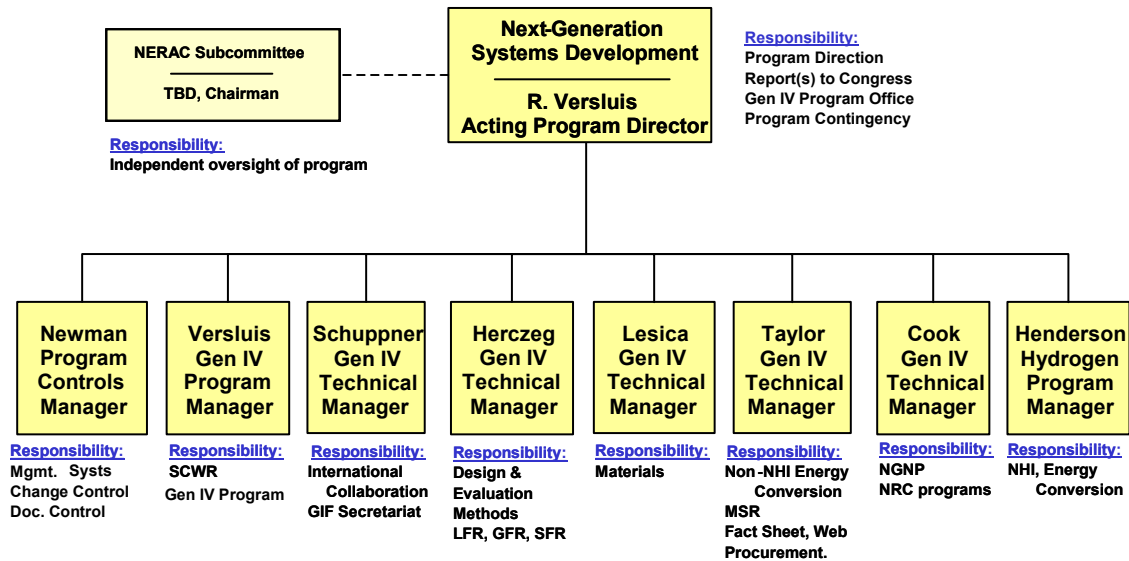 NERAC Subcommittee
TBD, Chairman
Responsibility:
Independent oversight of program
Next-Generation
Systems Development
R. Versluis
Acting Program Director
Responsibility:
Program Direction
Report(s) to Congress
Gen IV Program Office
Program Contingency
Newman
Program
Controls
Manager
Responsibility:
Mgmt. Systs
Change Control
Doc. Control
Versluis
Gen IV
Program
Manager
Responsibility:
SCWR
Gen IV Program
Schuppner
Gen IV
Technical
Manager
Responsibility:
International
Collaboration
GIF Secretariat
Herczeg
Gen IV
Technical
Manager
Responsibility:
Design &
Evaluation
Methods
LFR, GFR, SFR
Lesica
Gen IV
Technical
Manager
Responsibility:
Materials
Taylor
Gen IV
Technical
Manager
Responsibility:
Non-NHI Energy
Conversion
MSR
Fact Sheet, Web
Procurement.
Cook
Gen IV
Technical
Manager
Responsibility:
NGNP
NRC programs
Henderson
Hydrogen
Program
Manager
Responsibility:
NHI, Energy
Conversion